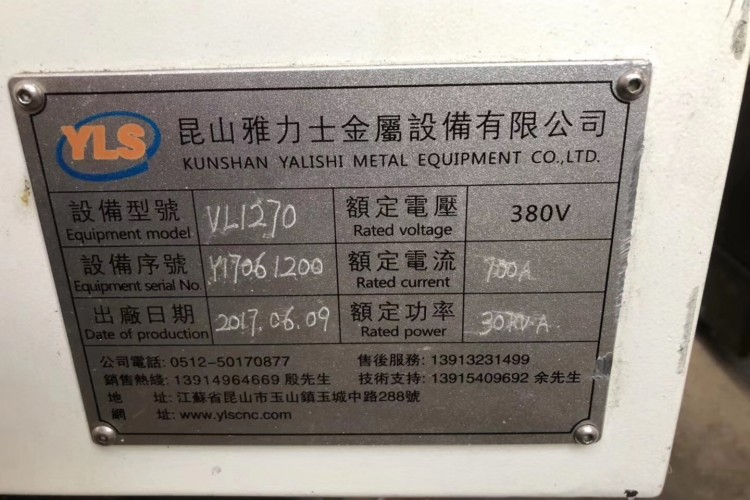 YLS
昆山雅力士金屬設備有限公司
KUNSHAN YALISHI METAL EQUIPMENT CO.,LTD.
設備型號 VL1270 額定電壓 380V
Equipment model Rated voltage
設備序號 Y17061200 額定電流
Equipment serial No. Rated current
出廠日期 2017.06.09 額定功率 30KV·A
Date of production Rated power
公司電話: 0512-50170877 售後服務: 13913231499
銷售熱綫: 13914964669 殷先生 技術支持: 13915409692 余先生
地 址: 江蘇省昆山市玉山鎮玉城中路288號
網 址: www.ylscnc.com